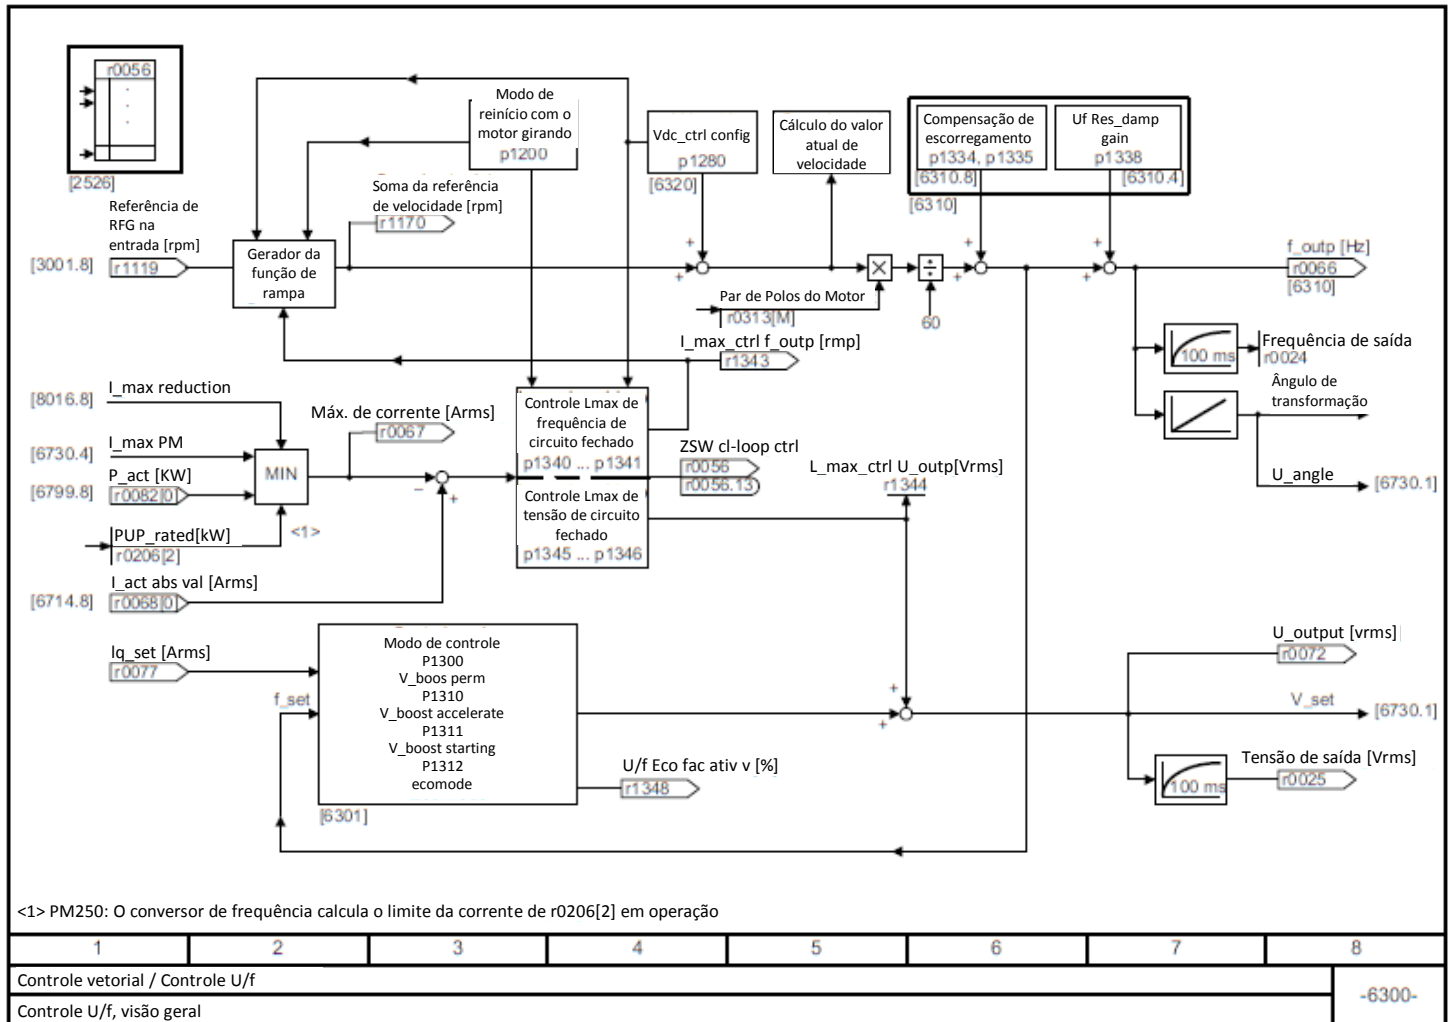 r0056
[2526]
Modo de
reinício com o
motor girando
p1200
Vdc_ctrl config
p1280
[6320]
Cálculo do valor
atual de
velocidade
Compensação de
escorregamento
p1334, p1335
[6310.8]
Uf Res_damp
gain
p1338
[6310.4]
[6310]
Soma da referência
de velocidade [rpm]
r1170
Referência de
RFG na
entrada [rpm]
[3001.8]
r1119
Gerador da
função de
rampa
+
+
×
÷
60
+
+
+
+
f_outp [Hz]
r0066
[6310]
Par de Polos do Motor
r0313[M]
I_max_ctrl f_outp [rmp]
r1343
100 ms
Frequência de saída
r0024
Ângulo de
transformação
U_angle
[6730.1]
[8016.8]
I_max reduction
[6730.4]
I_max PM
[6799.8]
P_act [KW]
r0082[0]
MIN
PUP_rated[kW]
r0206[2]
<1>
Máx. de corrente [Arms]
r0067
−
+
[6714.8]
I_act abs val [Arms]
r0068[0]
Controle Lmax de
frequência de
circuito fechado
p1340 ... p1341
Controle Lmax de
tensão de circuito
fechado
p1345 ... p1346
ZSW cl-loop ctrl
r0056
r0056.13
L_max_ctrl U_outp[Vrms]
r1344
lq_set [Arms]
r0077
f_set
Modo de controle
P1300
V_boos perm
P1310
V_boost accelerate
P1311
V_boost starting
P1312
ecomode
[6301]
U/f Eco fac ativ v [%]
r1348
+
+
U_output [vrms]
r0072
V_set
[6730.1]
100 ms
Tensão de saída [Vrms]
r0025
<1> PM250: O conversor de frequência calcula o limite da corrente de r0206[2] em operação
1 2 3 4 5 6 7 8
Controle vetorial / Controle U/f
Controle U/f, visão geral
-6300-